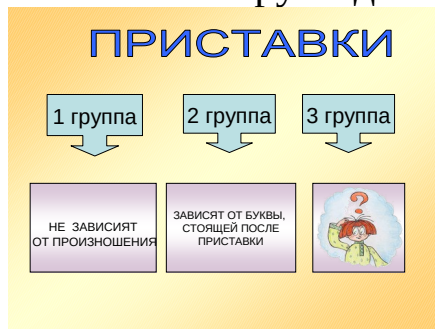 ПРИСТАВКИ
1 группа
2 группа
3 группа
НЕ ЗАВИСИЯТ
ОТ ПРОИЗНОШЕНИЯ
ЗАВИСЯТ ОТ БУКВЫ,
СТОЯЩЕЙ ПОСЛЕ
ПРИСТАВКИ
?